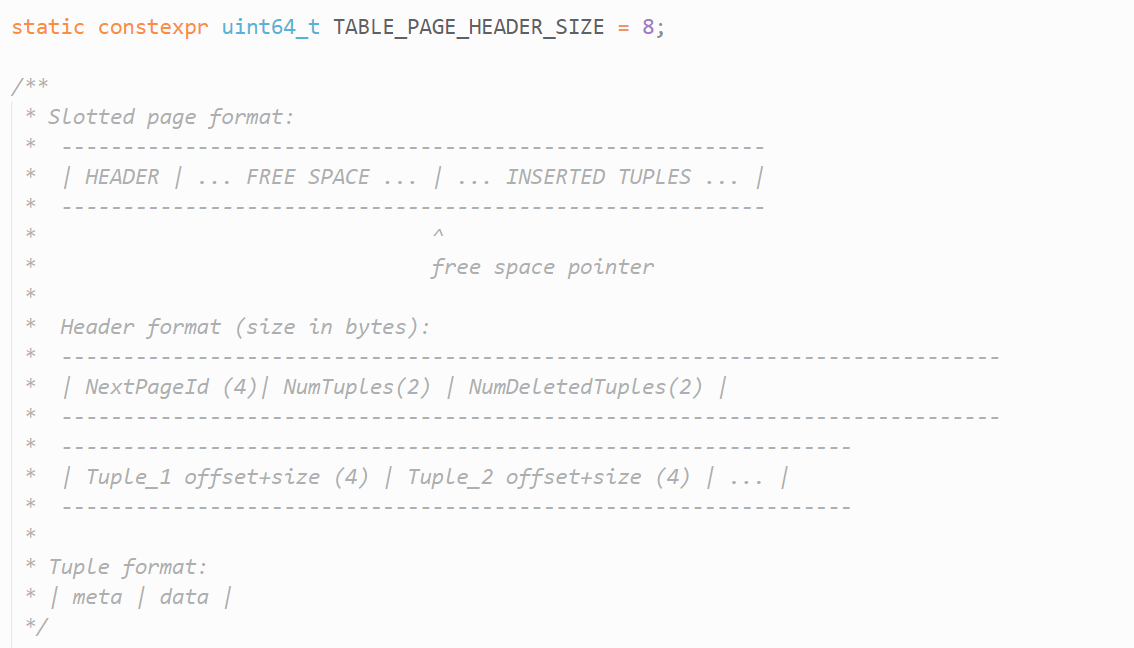 static constexpr uint64_t TABLE_PAGE_HEADER_SIZE = 8;
/**
 * Slotted page format:
 *  ---------------------------------------------------------
 *  | HEADER | ... FREE SPACE ... | ... INSERTED TUPLES ... |
 *  ---------------------------------------------------------
 *                                ^
 *                                free space pointer
 *
 *  Header format (size in bytes):
 *  ----------------------------------------------------------------------------
 *  | NextPageId (4)| NumTuples(2) | NumDeletedTuples(2) |
 *  ----------------------------------------------------------------------------
 *  ----------------------------------------------------------------
 *  | Tuple_1 offset+size (4) | Tuple_2 offset+size (4) | ... |
 *  ----------------------------------------------------------------
 *
 * Tuple format:
 * | meta | data |
 */